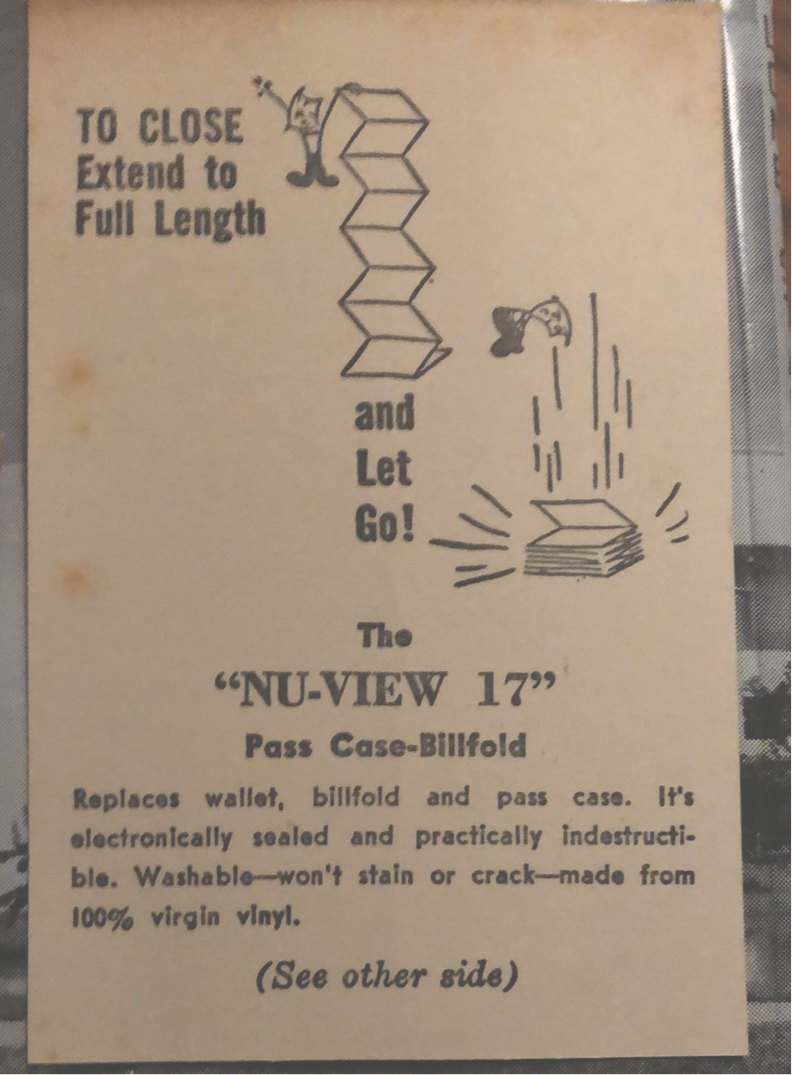 TO CLOSE
Extend to
Full Length
and
Let
Go!
The
“NU-VIEW 17”
Pass Case-Billfold
Replaces wallet, billfold and pass case. It's
electronically sealed and practically indestructi-
ble. Washable—won't stain or crack—made from
100% virgin vinyl.
(See other side)